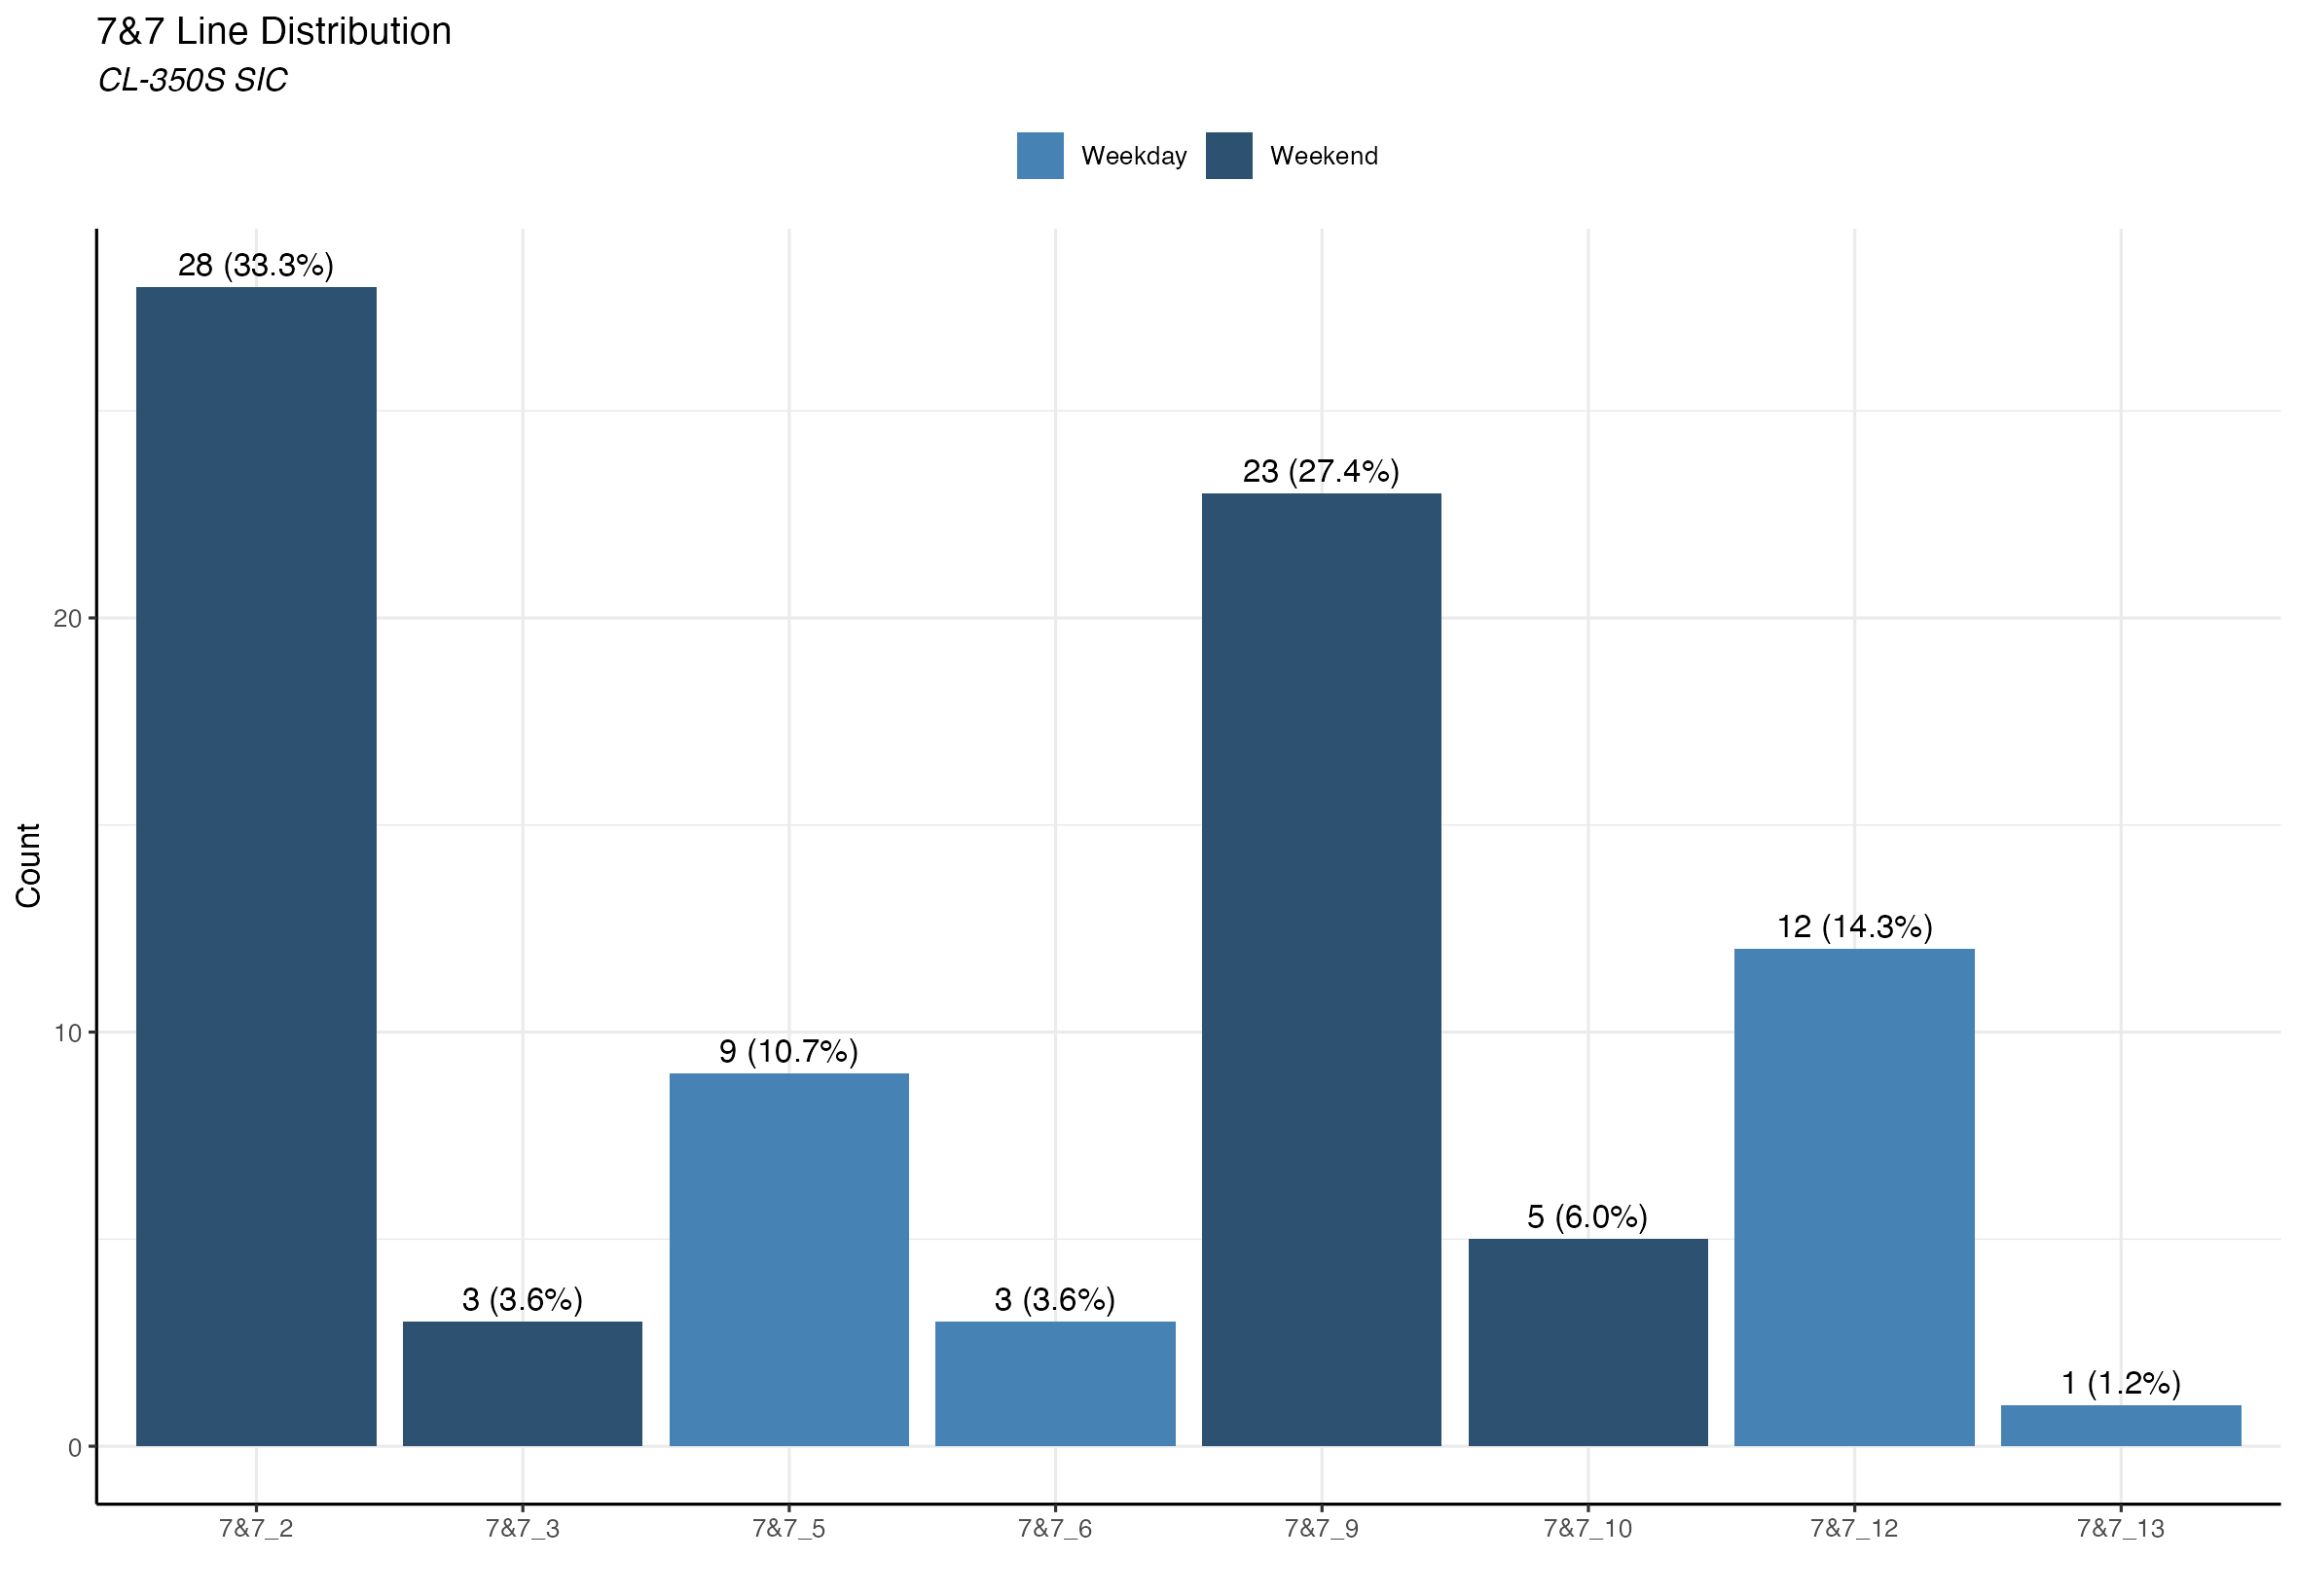 7&7 Line Distribution
CL-350S SIC
Weekday Weekend
28 (33.3%)
23 (27.4%)
20
Count
12 (14.3%)
10
9 (10.7%)
5 (6.0%)
3 (3.6%) 3 (3.6%)
1 (1.2%)
0
7&7_2 7&7_3 7&7_5 7&7_6 7&7_9 7&7_10 7&7_12 7&7_13